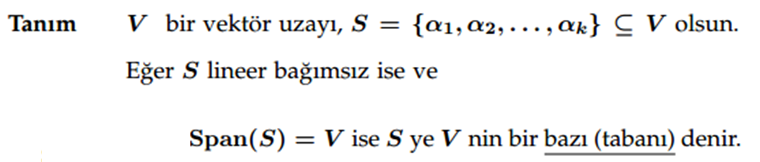 Tanım V bir vektör uzayı, S = {α1, α2, . . . , αk} ⊆ V olsun.
Eğer S lineer bağımsız ise ve
Span(S) = V ise S ye V nin bir bazı (tabanı) denir.